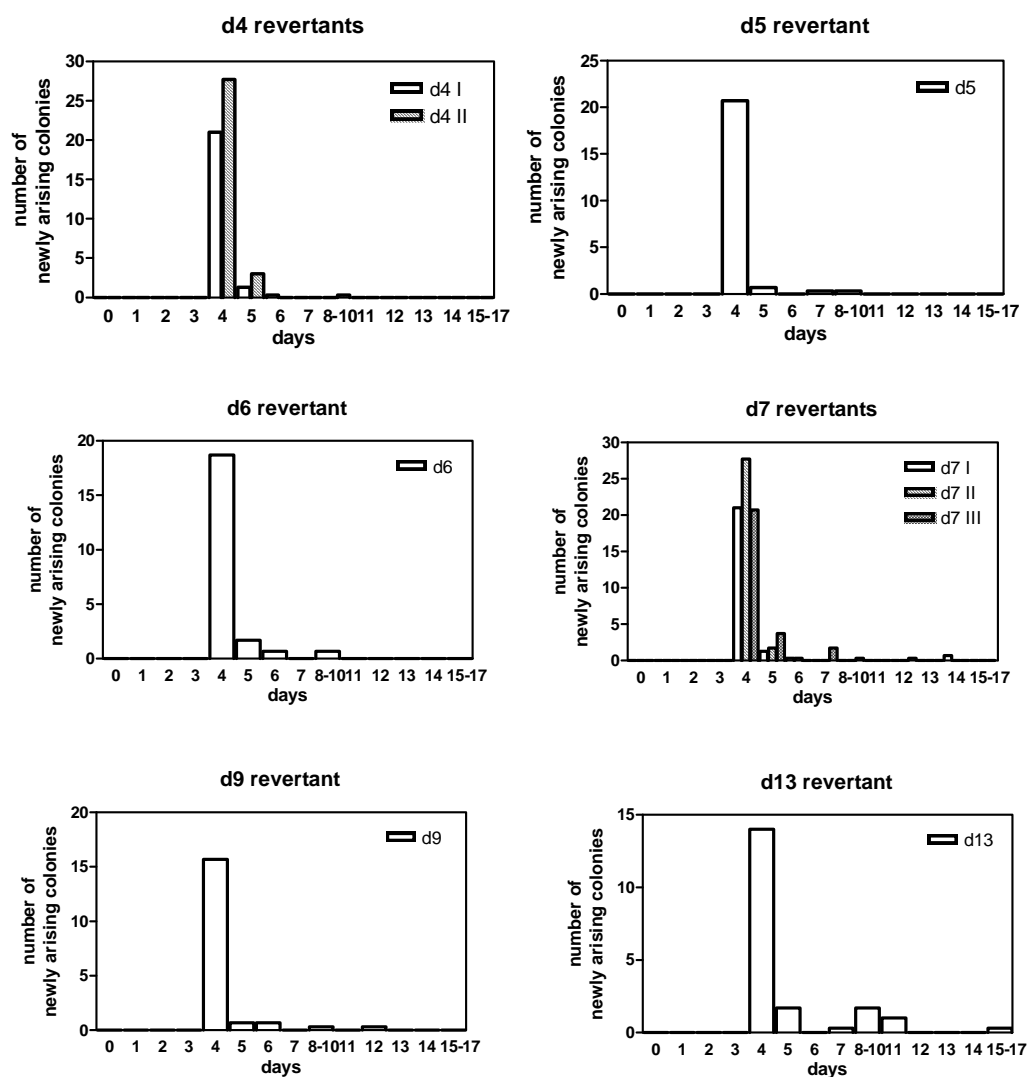 d4 revertants
number of
newly arising colonies
30
25
20
15
10
5
0
d4 I
d4 II
0 1 2 3 4 5 6 7 8-10 11 12 13 14 15-17
days
d5 revertant
number of
newly arising colonies
25
20
15
10
5
0
d5
0 1 2 3 4 5 6 7 8-10 11 12 13 14 15-17
days
d6 revertant
number of
newly arising colonies
20
15
10
5
0
d6
0 1 2 3 4 5 6 7 8-10 11 12 13 14 15-17
days
d7 revertants
number of
newly arising colonies
30
25
20
15
10
5
0
d7 I
d7 II
d7 III
0 1 2 3 4 5 6 7 8-10 11 12 13 14 15-17
days
d9 revertant
number of
newly arising colonies
20
15
10
5
0
d9
0 1 2 3 4 5 6 7 8-10 11 12 13 14 15-17
days
d13 revertant
number of
newly arising colonies
15
10
5
0
d13
0 1 2 3 4 5 6 7 8-10 11 12 13 14 15-17
days